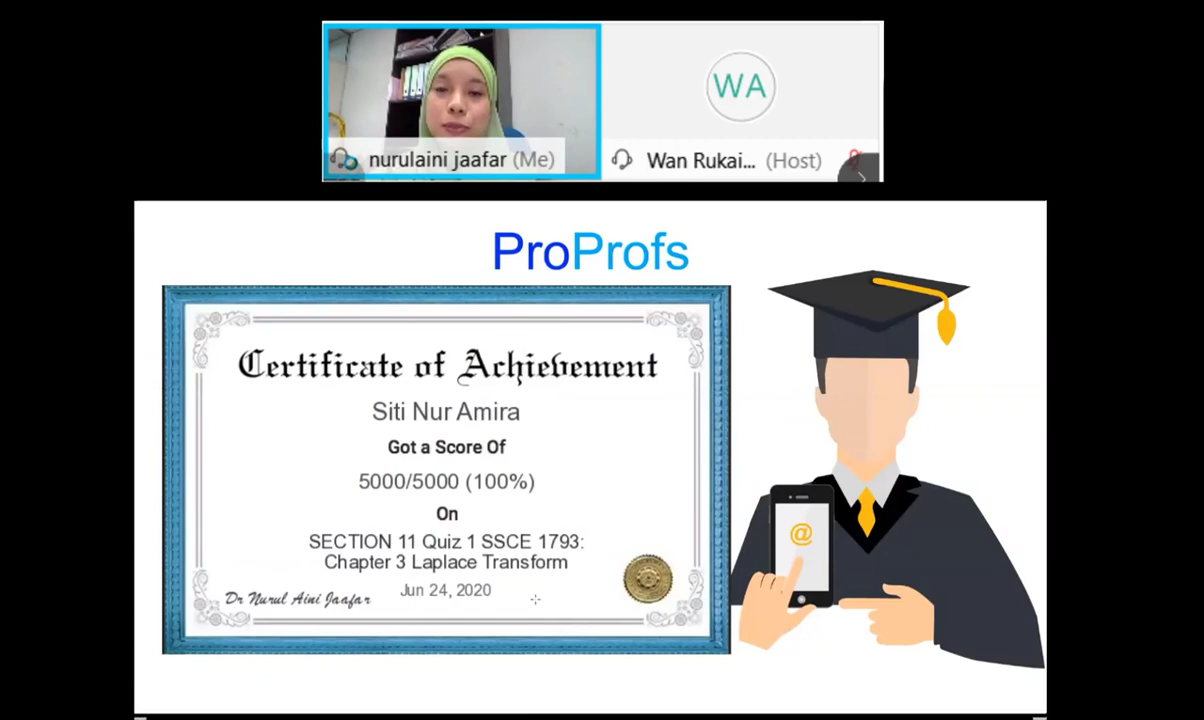 nurulaini jaafar (Me)
WA
Wan Rukai... (Host)
ProProfs
Certificate of Achievement
Siti Nur Amira
Got a Score Of
5000/5000 (100%)
On
SECTION 11 Quiz 1 SSCE 1793:
Chapter 3 Laplace Transform
Jun 24, 2020
Dr Nurul Aini Jaafar
@